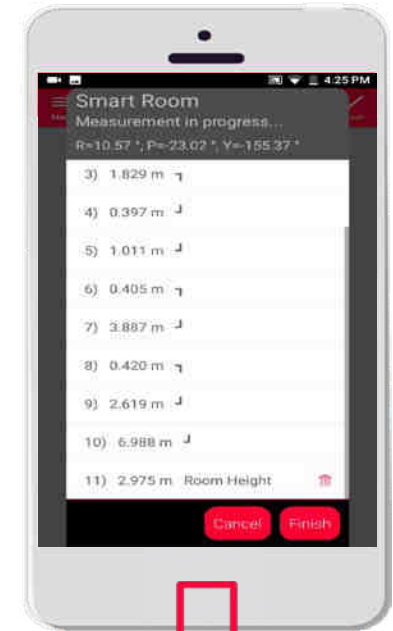 4:25 PM
Smart Room
Measurement in progress...
R=10.57 °, P=-23.02 °, Y=-155.37 °
3) 1.829 m
4) 0.397 m
5) 1.011 m
6) 0.405 m
7) 3.887 m
8) 0.420 m
9) 2.619 m
10) 6.988 m
11) 2.975 m Room Height
Cancel Finish